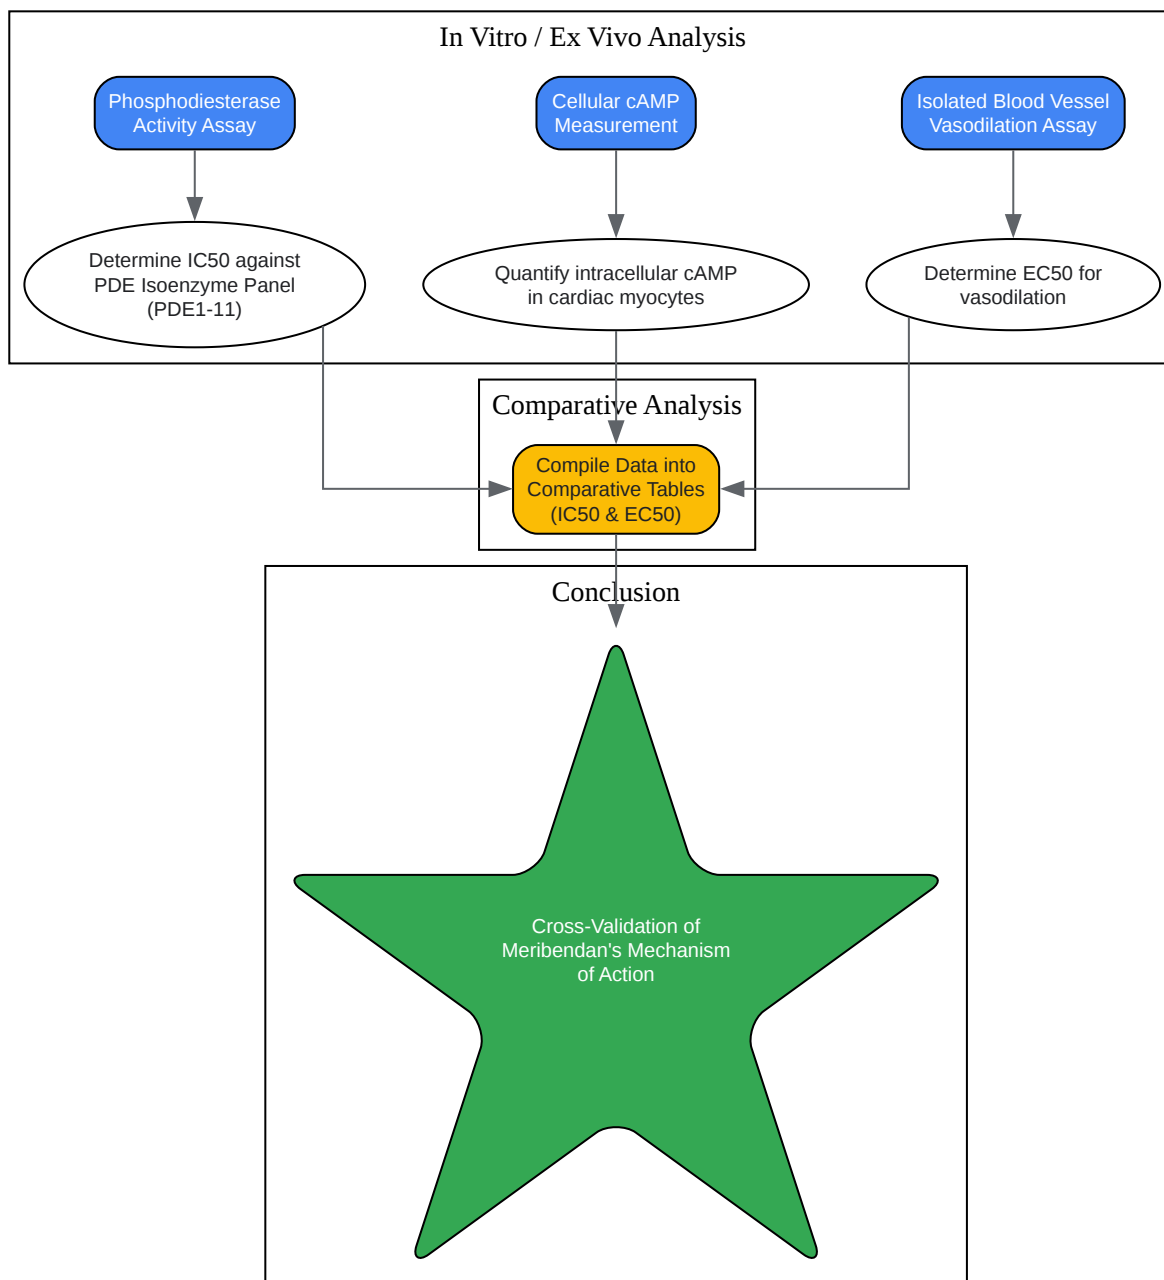 In Vitro / Ex Vivo Analysis
Phosphodiesterase
Activity Assay
Cellular cAMP
Measurement
Isolated Blood Vessel
Vasodilation Assay
Determine IC50 against
PDE Isoenzyme Panel
(PDE1-11)
Quantify intracellular cAMP
in cardiac myocytes
Determine EC50 for
vasodilation
Comparative Analysis
Compile Data into
Comparative Tables
(IC50 & EC50)
Conclusion
Cross-Validation of
Meribendan's Mechanism
of Action